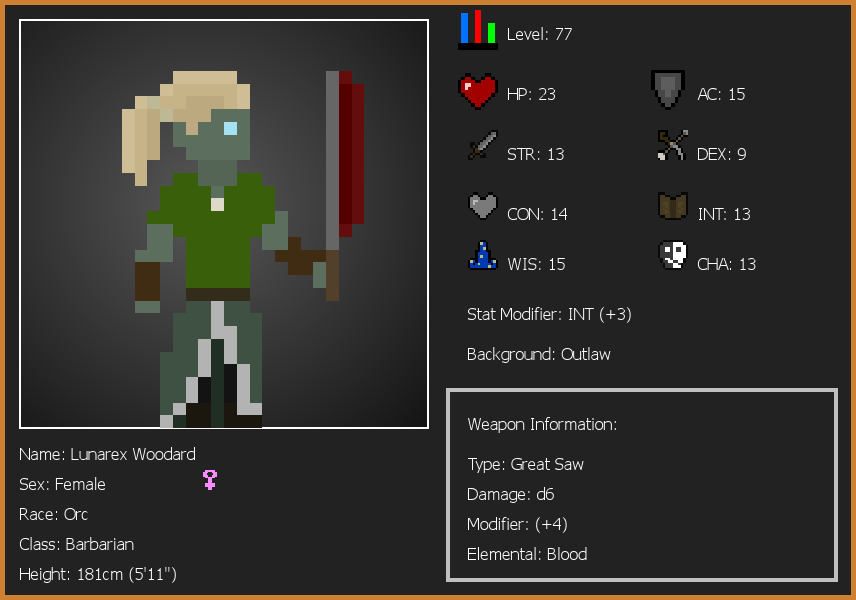 Level: 77
HP: 23
AC: 15
STR: 13
DEX: 9
CON: 14
INT: 13
WIS: 15
CHA: 13
Stat Modifier: INT (+3)
Background: Outlaw
Weapon Information:
Type: Great Saw
Damage: d6
Modifier: (+4)
Elemental: Blood
Name: Lunarex Woodard
Sex: Female
Race: Orc
Class: Barbarian
Height: 181cm (5'11")